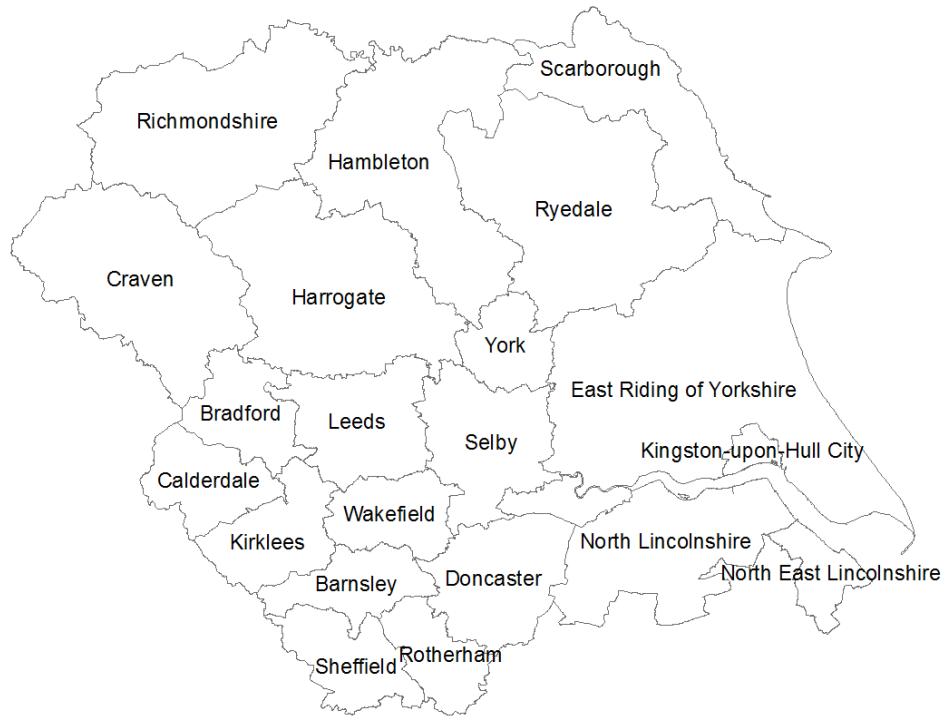 Scarborough
Richmondshire
Hambleton
Ryedale
Craven
Harrogate
York
East Riding of Yorkshire
Bradford
Leeds
Selby
Kingston-upon-Hull City
Calderdale
Wakefield
Kirklees
North Lincolnshire
Barnsley
Doncaster
North East Lincolnshire
Rotherham
Sheffield